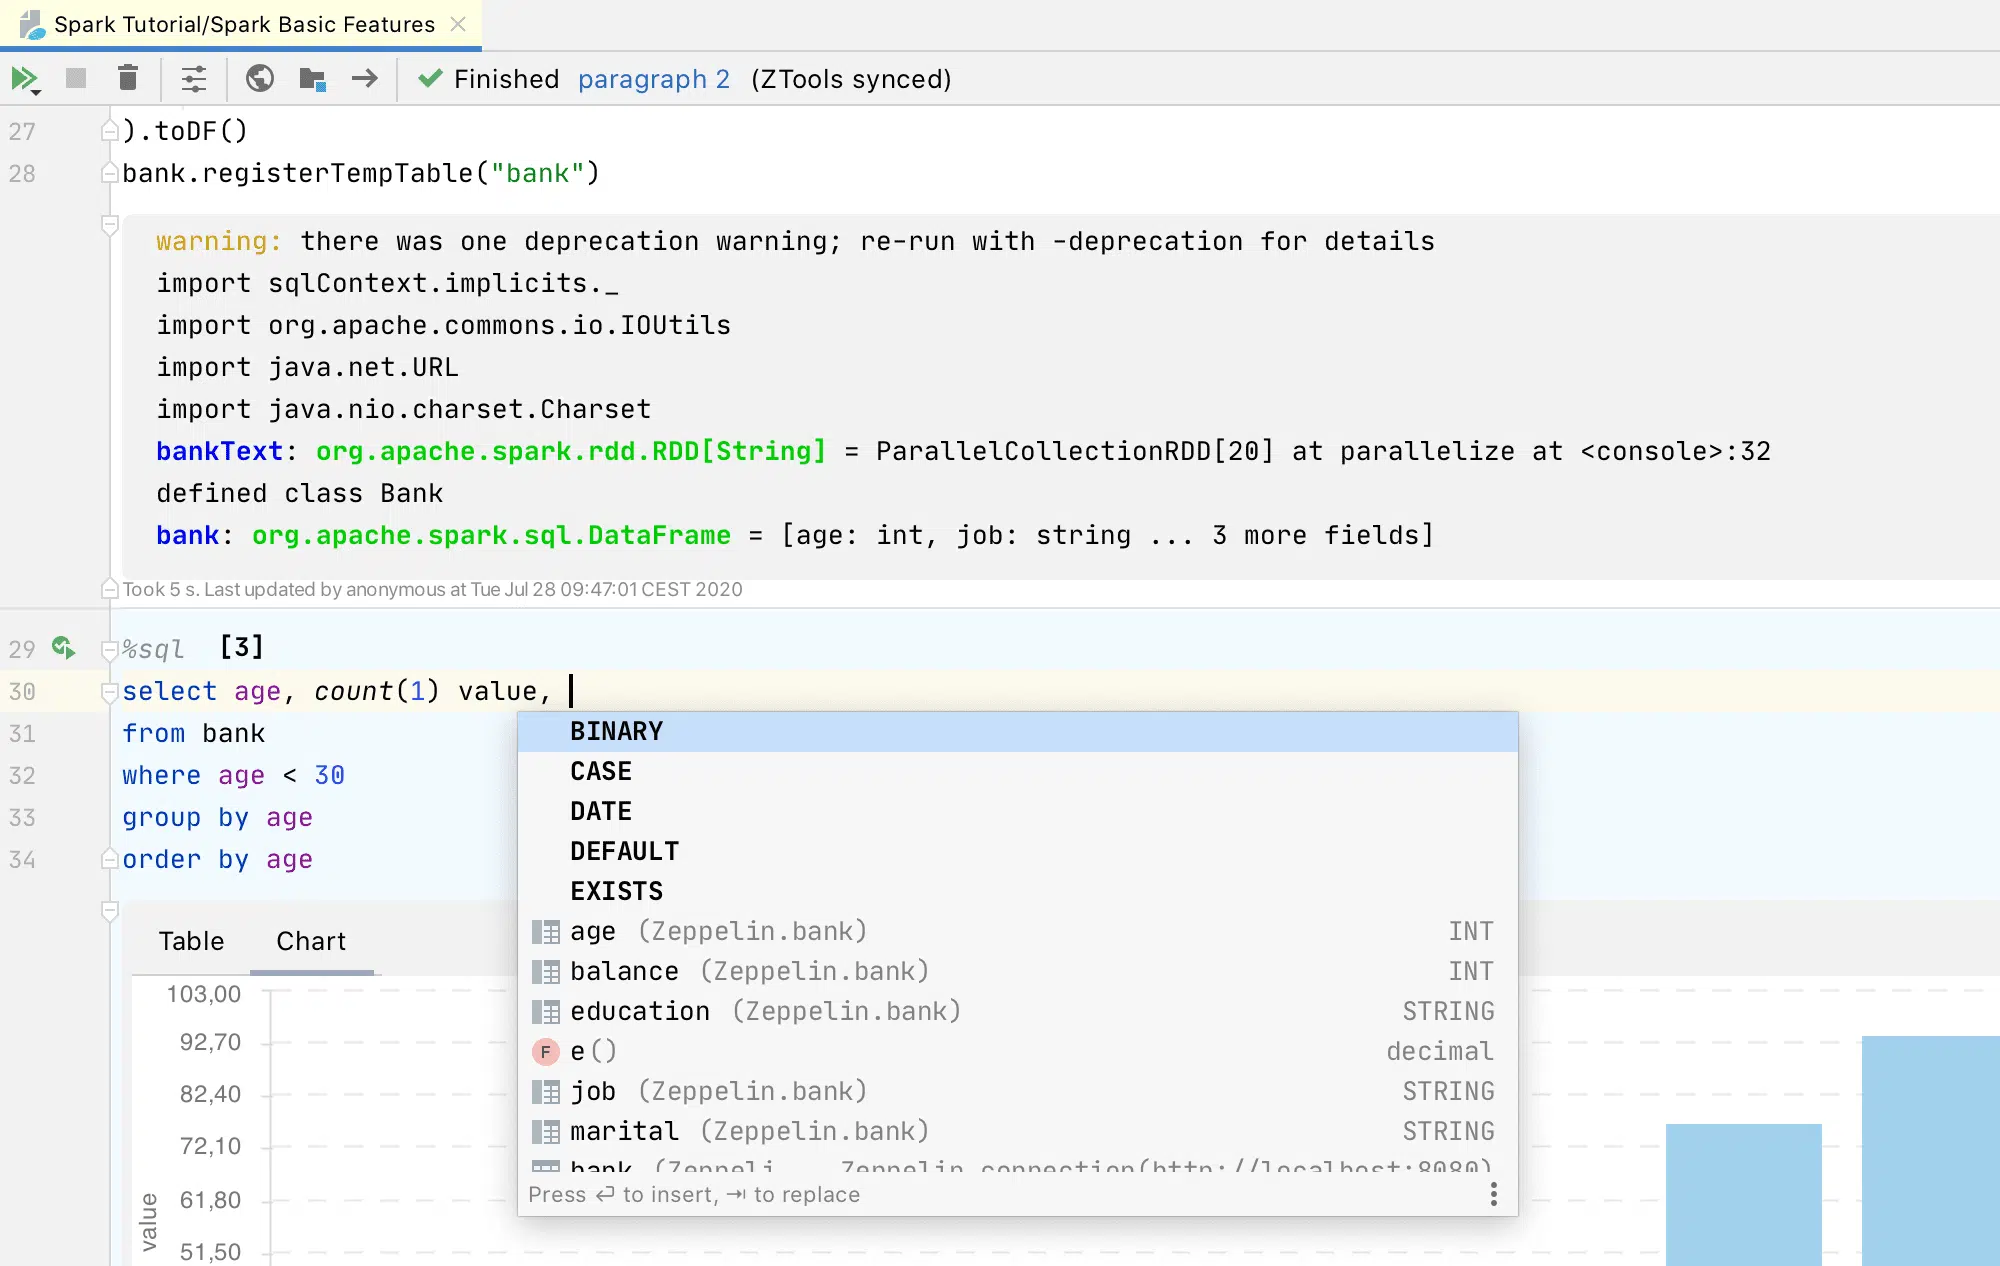 Spark Tutorial/Spark Basic Features
Finished paragraph 2 (ZTools synced)
27 ).toDF()
28 bank.registerTempTable("bank")
warning: there was one deprecation warning; re-run with -deprecation for details
import sqlContext.implicits._
import org.apache.commons.io.IOUtils
import java.net.URL
import java.nio.charset.Charset
bankText: org.apache.spark.rdd.RDD[String] = ParallelCollectionRDD[20] at parallelize at <console>:32
defined class Bank
bank: org.apache.spark.sql.DataFrame = [age: int, job: string ... 3 more fields]
Took 5 s. Last updated by anonymous at Tue Jul 28 09:47:01 CEST 2020
29 %sql [3]
30 select age, count(1) value,
31 from bank
32 where age < 30
33 group by age
34 order by age
BINARY
CASE
DATE
DEFAULT
EXISTS
age (Zeppelin.bank) INT
balance (Zeppelin.bank) INT
education (Zeppelin.bank) STRING
F e() decimal
job (Zeppelin.bank) STRING
marital (Zeppelin.bank) STRING
bank (Zeppeli... Zeppelin connection(http://localhost:8080)
Press ⏎ to insert, ⇥ to replace
Table Chart
103,00
92,70
82,40
72,10
61,80
51,50
value